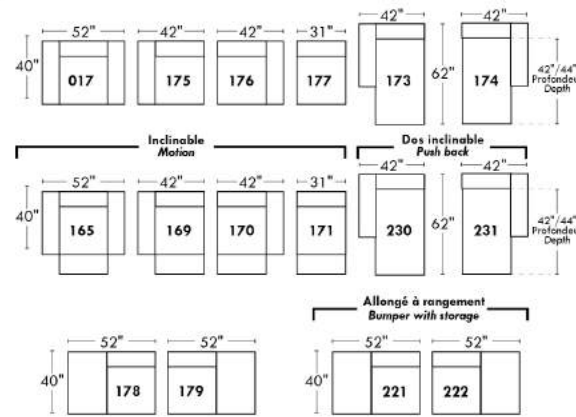 52" 42" 42" 31" 42" 42"
40" 017 175 176 177 173 62" 174 42"/44"
Profondeur
Depth
Inclinable
Motion
Dos inclinable
Push back
52" 42" 42" 31" 42" 42"
40" 165 169 170 171 230 62" 231 42"/44"
Profondeur
Depth
Allongé à rangement
Bumper with storage
52" 52" 52" 52"
40" 178 179 40" 221 222